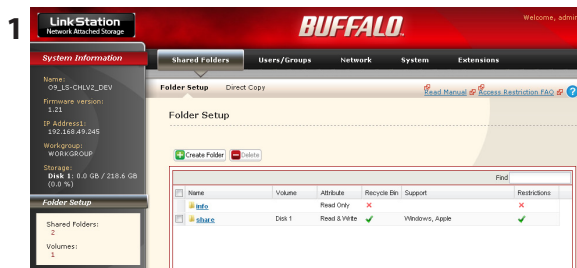 1
LinkStation
Network Attached Storage
BUFFALO
Welcome, admin
System Information
Shared Folders
Users/Groups
Network
System
Extensions
Name:
09_LS-CHLV2_DEV
Firmware version:
1.21
IP Address1:
192.168.49.245
Workgroup:
WORKGROUP
Storage:
Disk 1: 0.0 GB / 218.6 GB
(0.0 %)
Folder Setup
Shared Folders:
2
Volumes:
1
Folder Setup
Direct Copy
Read Manual
Access Restriction FAQ
?
Folder Setup
Create Folder
Delete
Find
Name Volume Attribute Recycle Bin Support Restrictions
info Read Only
share Disk 1 Read & Write Windows, Apple